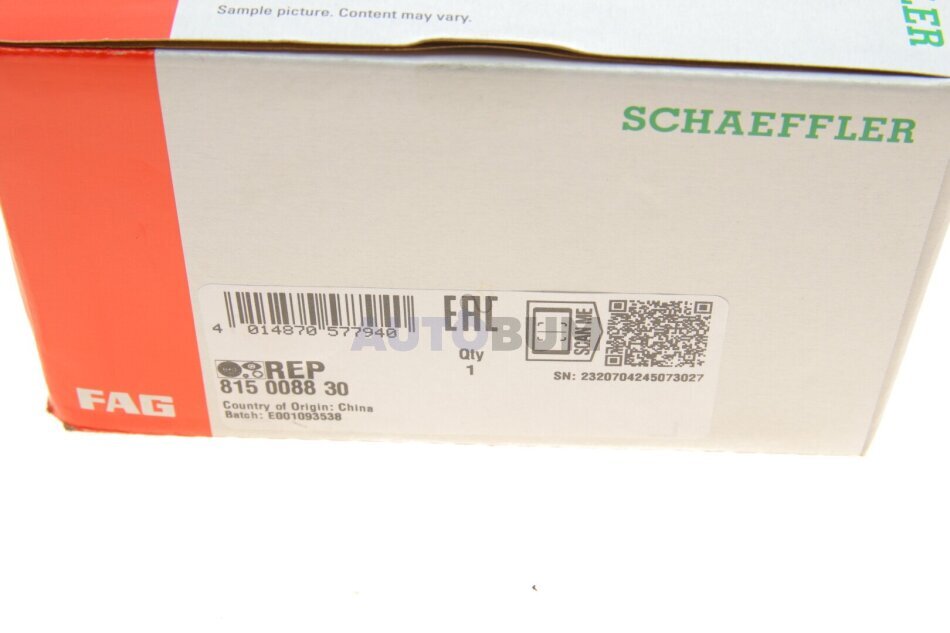 Sample picture. Content may vary.
LER
SCHAEFFLER
4 014870 577940
EAC
Qty
1
SCAN ME
SN: 2320704245073027
REP
815 0088 30
Country of Origin: China
Batch: E001093538
FAG